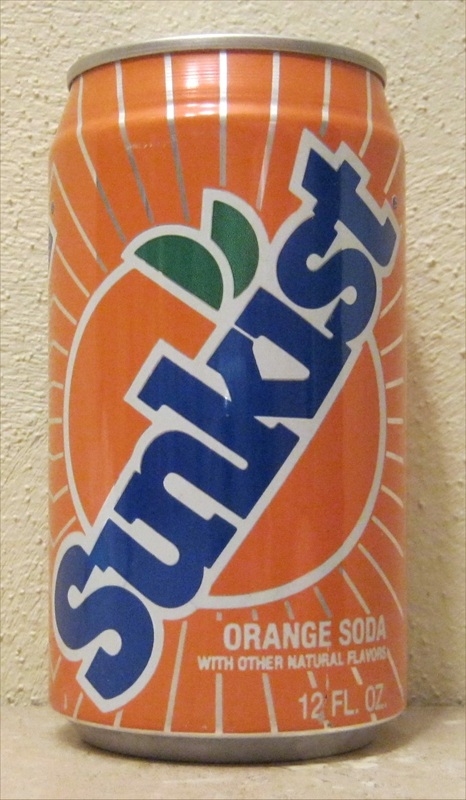 Sunkist
ORANGE SODA
WITH OTHER NATURAL FLAVORS
12 FL. OZ.